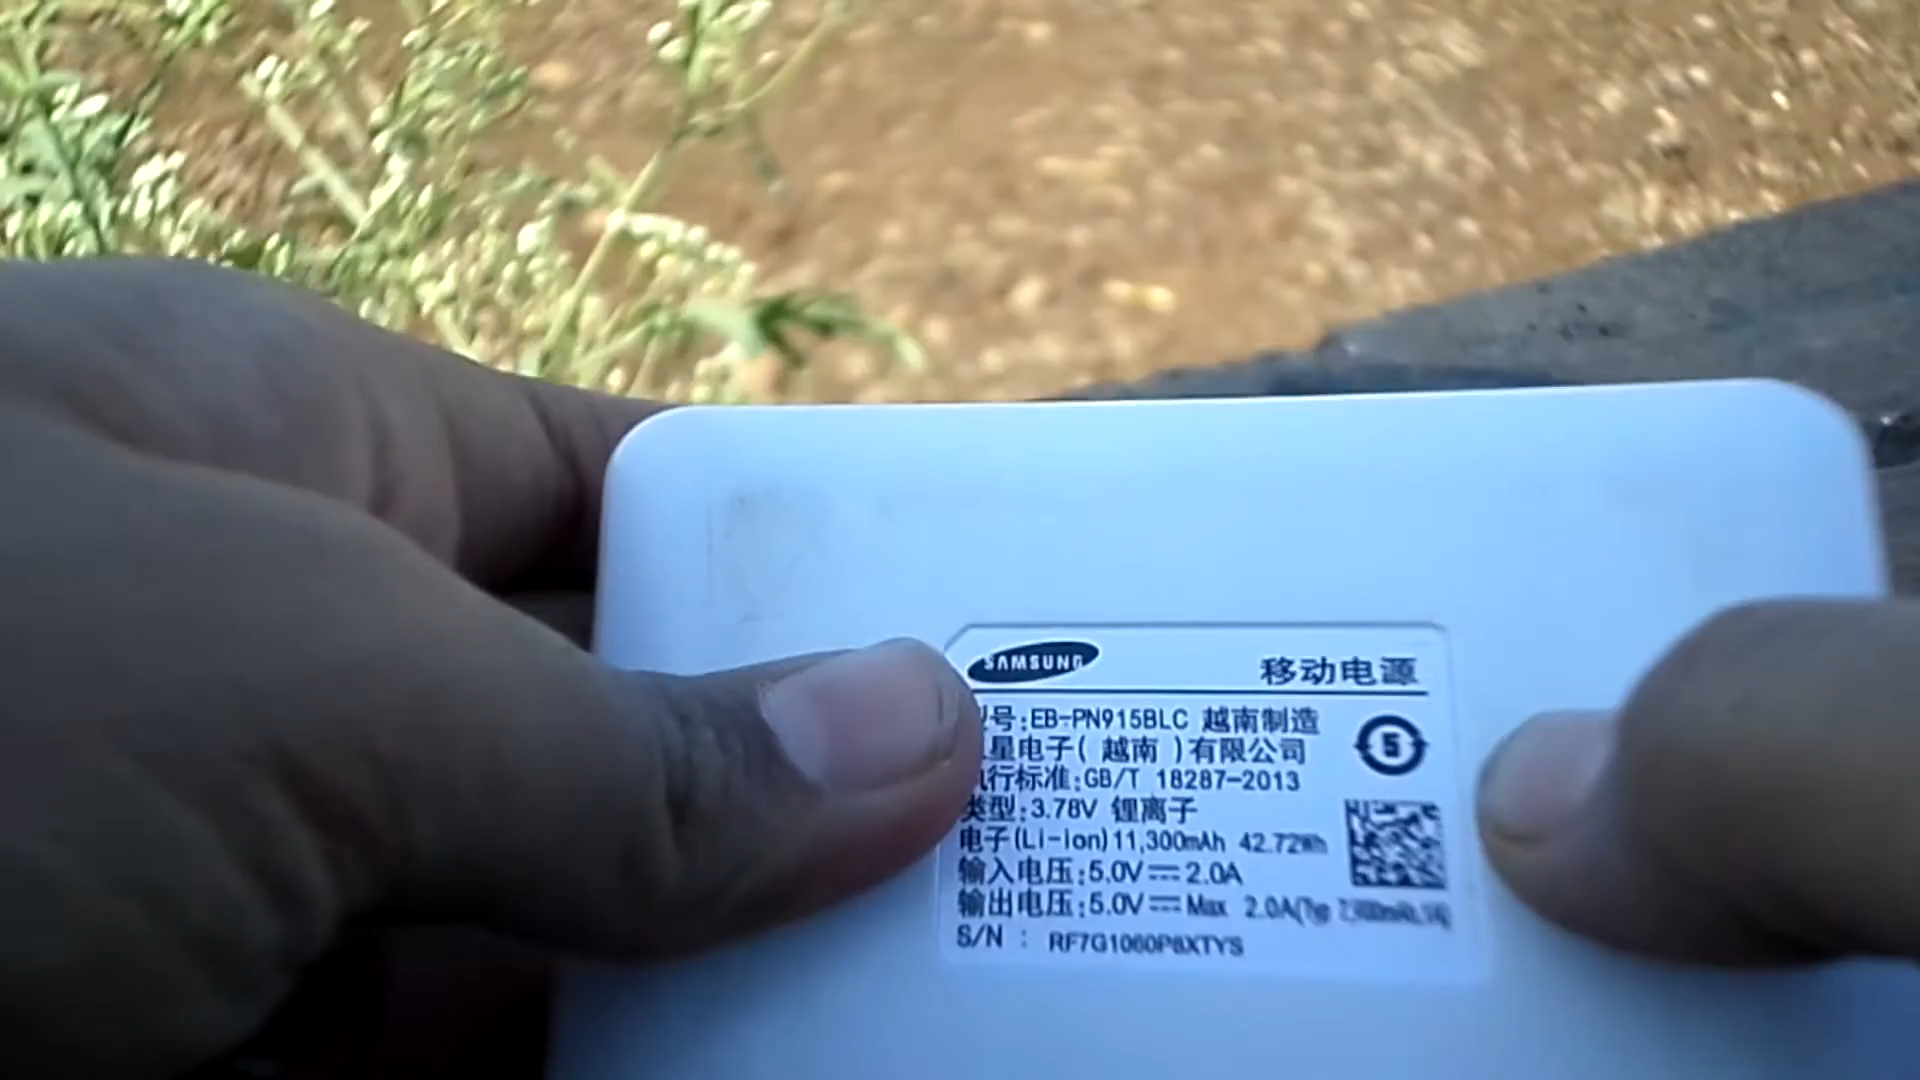 SAMSUNG 移动电源
号:EB-PN915BLC 越南制造
星电子( 越南 )有限公司
5
执行标准:GB/T 18287-2013
类型:3.78V 锂离子
电子(Li-ion)11,300mAh 42.72Wh
输入电压:5.0V⎓2.0A
输出电压:5.0V⎓Max 2.0A(Typ
S/N : RF7G1060P8XTYS